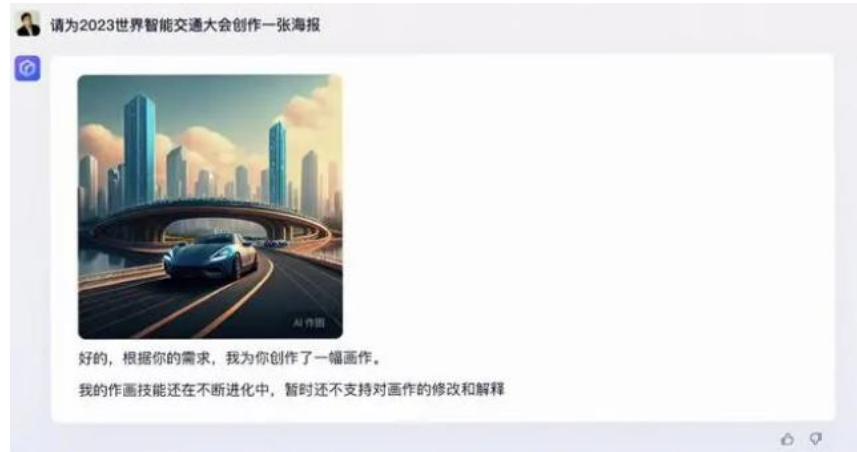 请为2023世界智能交通大会创作一张海报
AI 作图
好的，根据你的需求，我为你创作了一幅画作。
我的作画技能还在不断进化中，暂时还不支持对画作的修改和解释